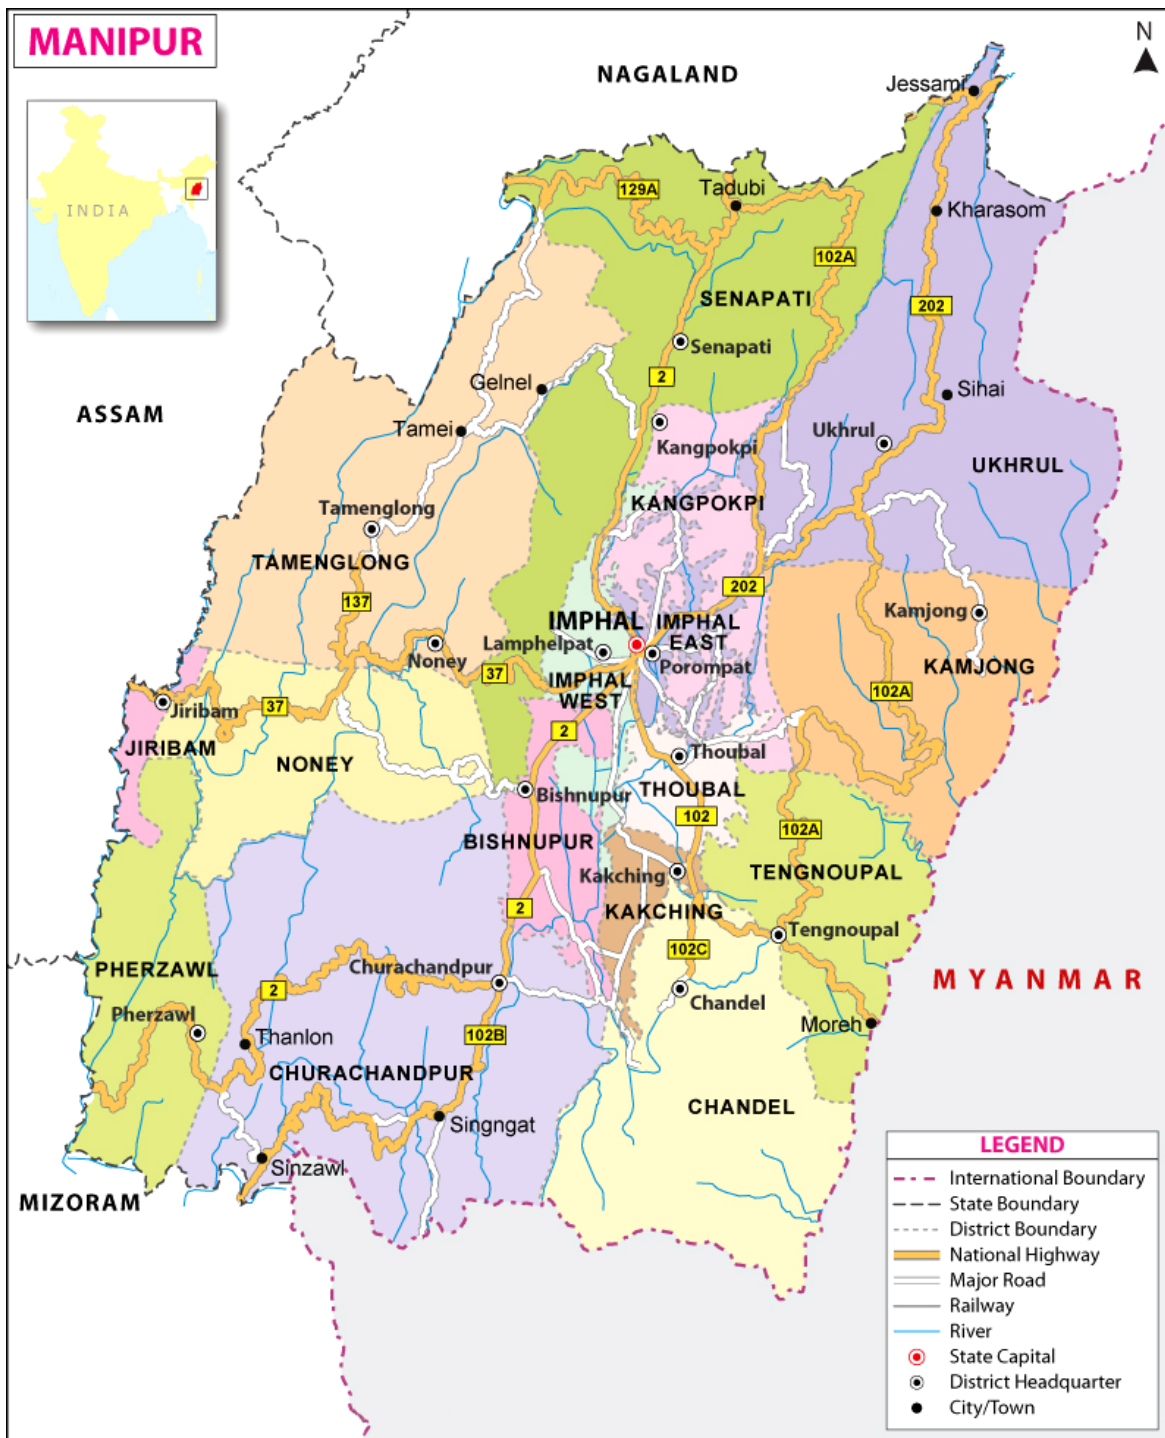 MANIPUR
N
NAGALAND
Jessami
INDIA
129A
Tadubi
Kharasom
102A
SENAPATI
202
Senapati
2
Gelnel
Sihai
ASSAM
Tamei
Kangpokpi
Ukhrul
UKHRUL
KANGPOKPI
Tamenglong
TAMENGLONG
137
202
Kamjong
IMPHAL
IMPHAL
EAST
Lamphelpat
Noney
Porompat
KAMJONG
37
IMPHAL
WEST
102A
Jiribam
37
2
JIRIBAM
NONEY
Thoubal
THOUBAL
Bishnupur
102
102A
BISHNUPUR
Kakching
TENGNOUPAL
2
KAKCHING
Tengnoupal
102C
PHERZAWL
Churachandpur
MYANMAR
2
Chandel
Pherzawl
Moreh
102B
Thanlon
CHURACHANDPUR
CHANDEL
Singngat
Sinzawl
MIZORAM
LEGEND
International Boundary
State Boundary
District Boundary
National Highway
Major Road
Railway
River
State Capital
District Headquarter
City/Town